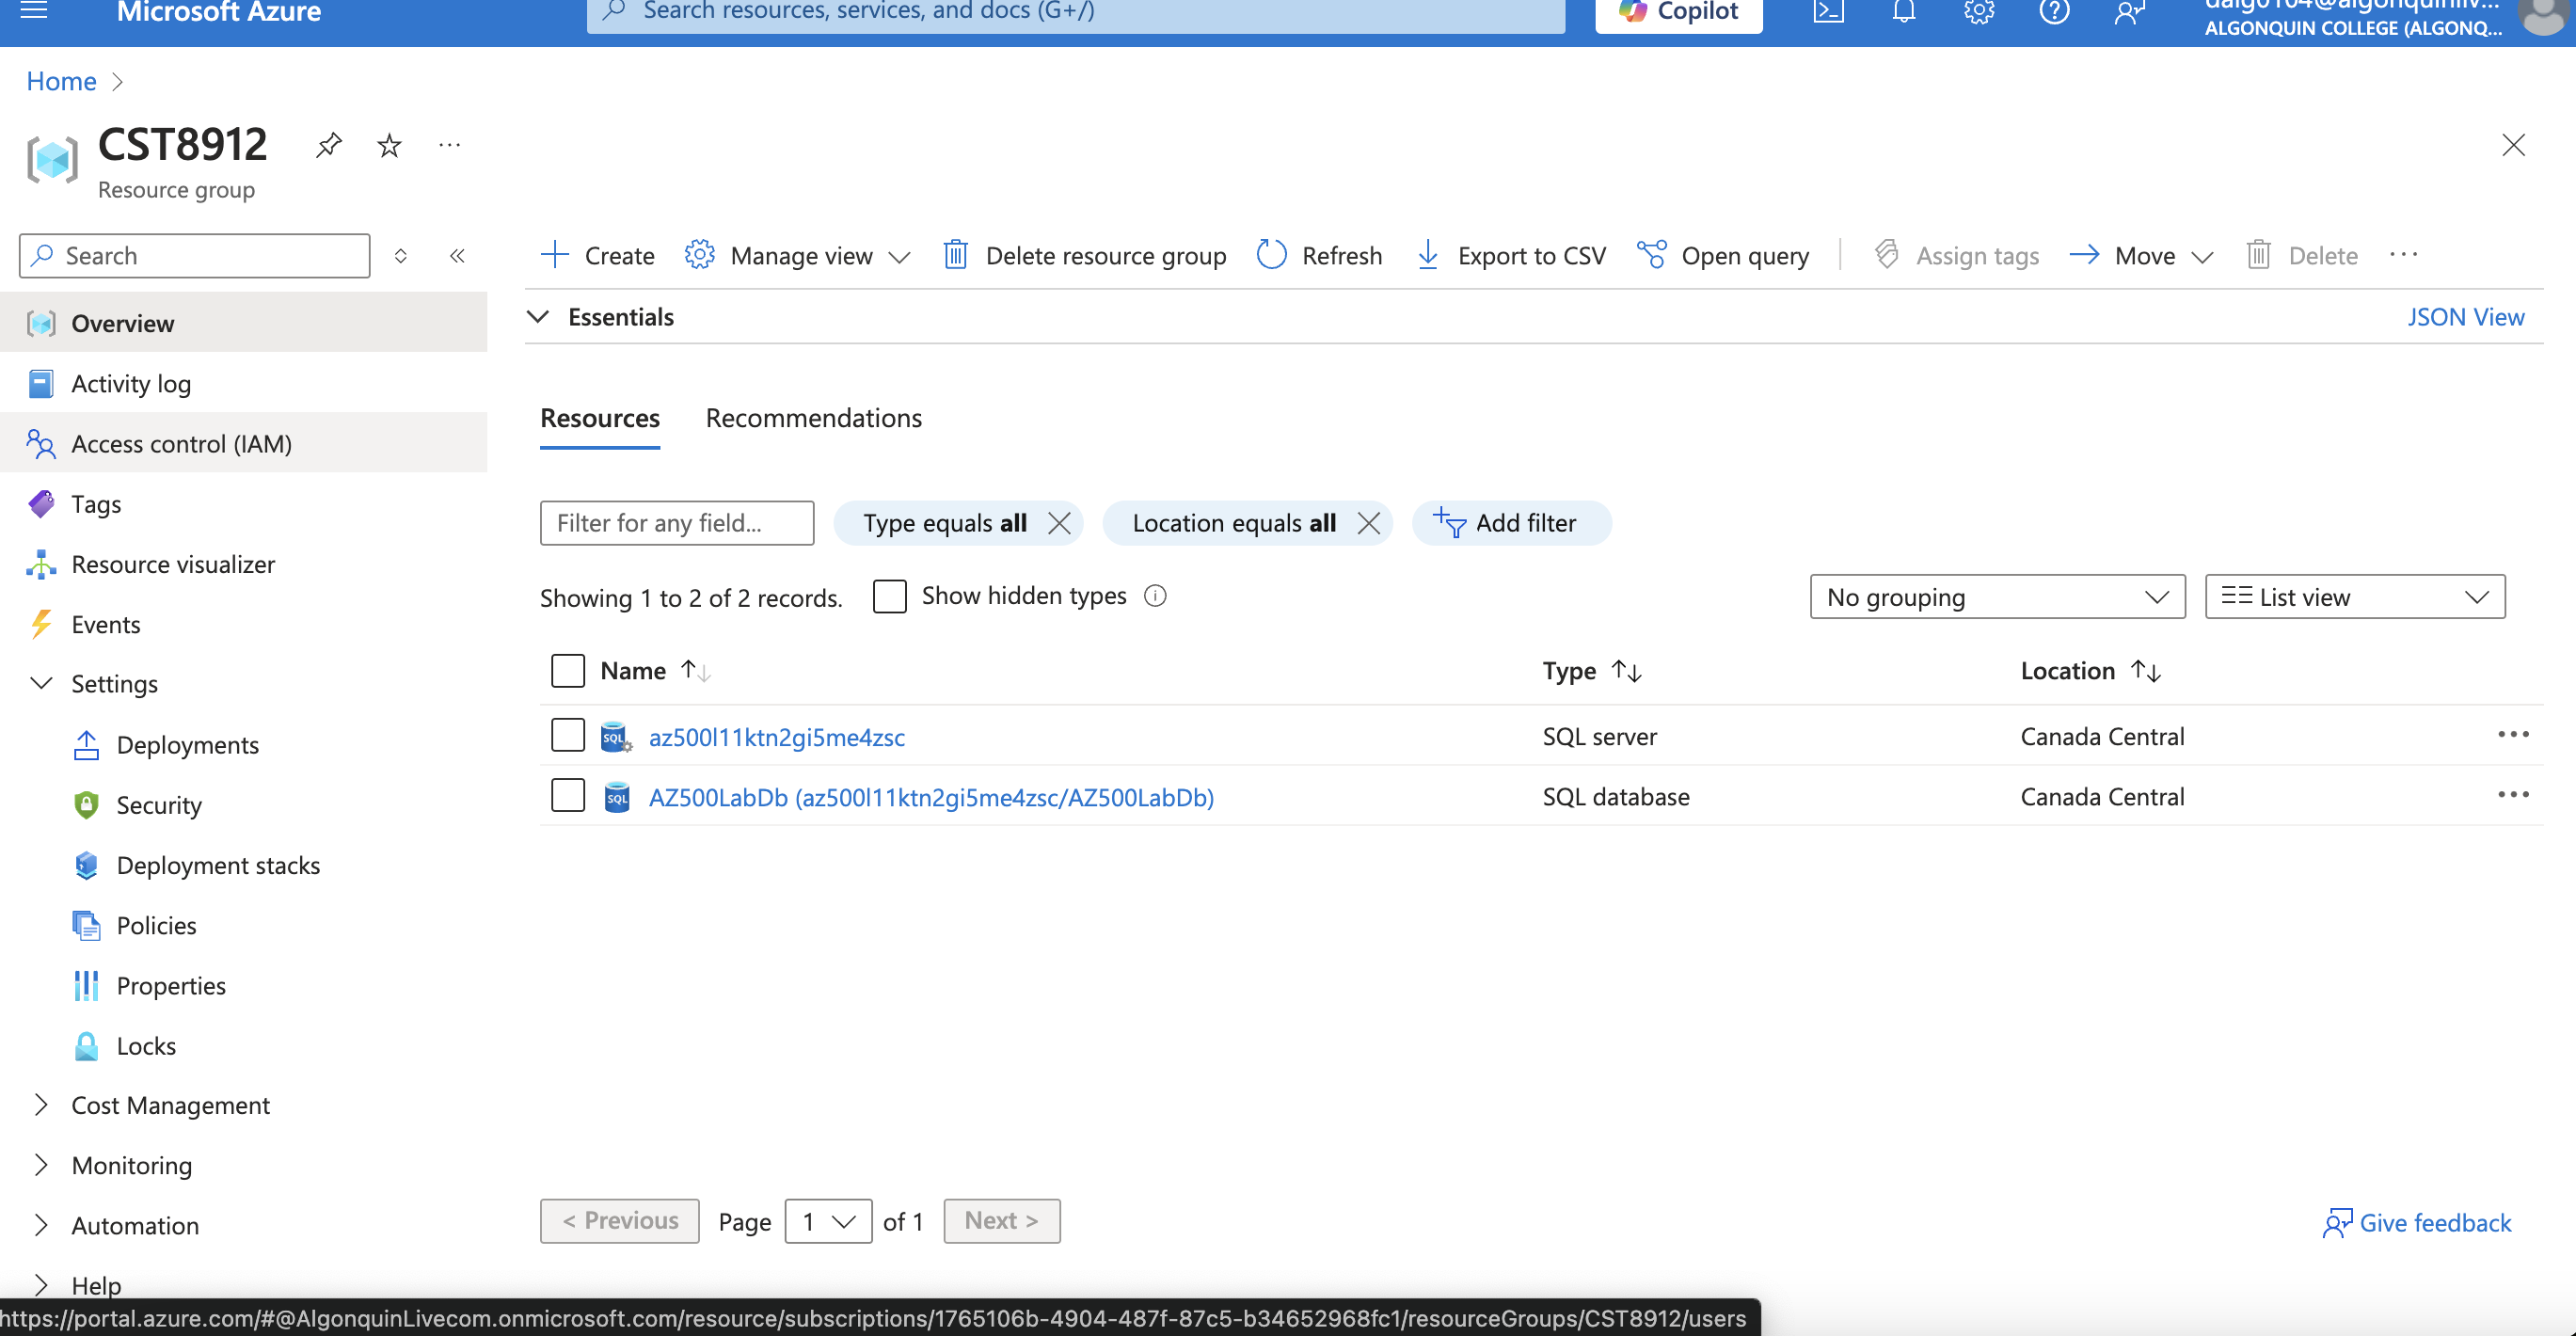 Microsoft Azure
Search resources, services, and docs (G+/)
Copilot
ALGONQUIN COLLEGE (ALGONQ...
Home
CST8912
Resource group
Search
Create
Manage view
Delete resource group
Refresh
Export to CSV
Open query
Assign tags
Move
Delete
Overview
Activity log
Access control (IAM)
Tags
Resource visualizer
Events
Settings
Deployments
Security
Deployment stacks
Policies
Properties
Locks
Cost Management
Monitoring
Automation
Help
Essentials
JSON View
Resources
Recommendations
Filter for any field...
Type equals all
Location equals all
Add filter
Showing 1 to 2 of 2 records.
Show hidden types
No grouping
List view
Name
Type
Location
az500l11ktn2gi5me4zsc
SQL server
Canada Central
AZ500LabDb (az500l11ktn2gi5me4zsc/AZ500LabDb)
SQL database
Canada Central
< Previous
Page
1
of 1
Next >
Give feedback
https://portal.azure.com/#@AlgonquinLivecom.onmicrosoft.com/resource/subscriptions/1765106b-4904-487f-87c5-b34652968fc1/resourceGroups/CST8912/users